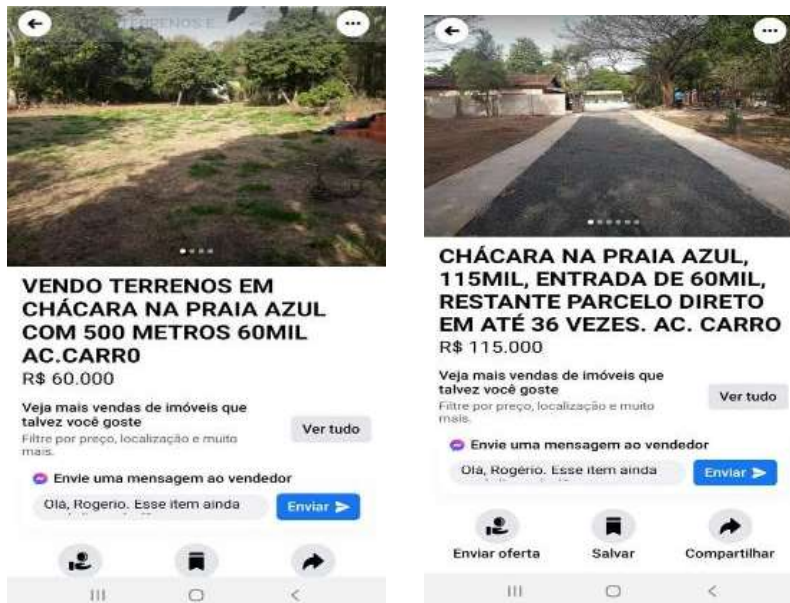 VENDO TERRENOS EM
CHÁCARA NA PRAIA AZUL
COM 500 METROS 60MIL
AC.CARR0
R$ 60.000
Veja mais vendas de imóveis que
talvez você goste
Filtre por preço, localização e muito
mais.
Ver tudo
Envie uma mensagem ao vendedor
Olá, Rogerio. Esse item ainda
Enviar
CHÁCARA NA PRAIA AZUL,
115MIL, ENTRADA DE 60MIL,
RESTANTE PARCELO DIRETO
EM ATÉ 36 VEZES. AC. CARRO
R$ 115.000
Veja mais vendas de imóveis que
talvez você goste
Filtre por preço, localização e muito
mais.
Ver tudo
Envie uma mensagem ao vendedor
Olá, Rogerio. Esse item ainda
Enviar
Enviar oferta
Salvar
Compartilhar